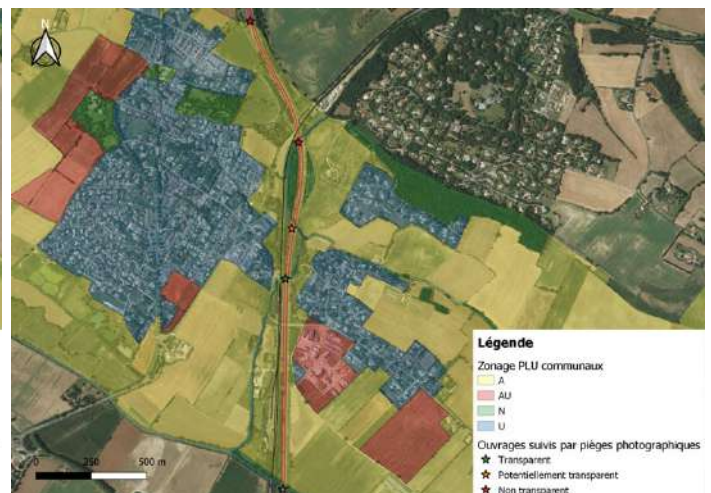 N
Légende
Zonage PLU communaux
A
AU
N
U
Ouvrages suivis par pièges photographiques
Transparent
Potentiellement transparent
Non transparent
0 250 500 m